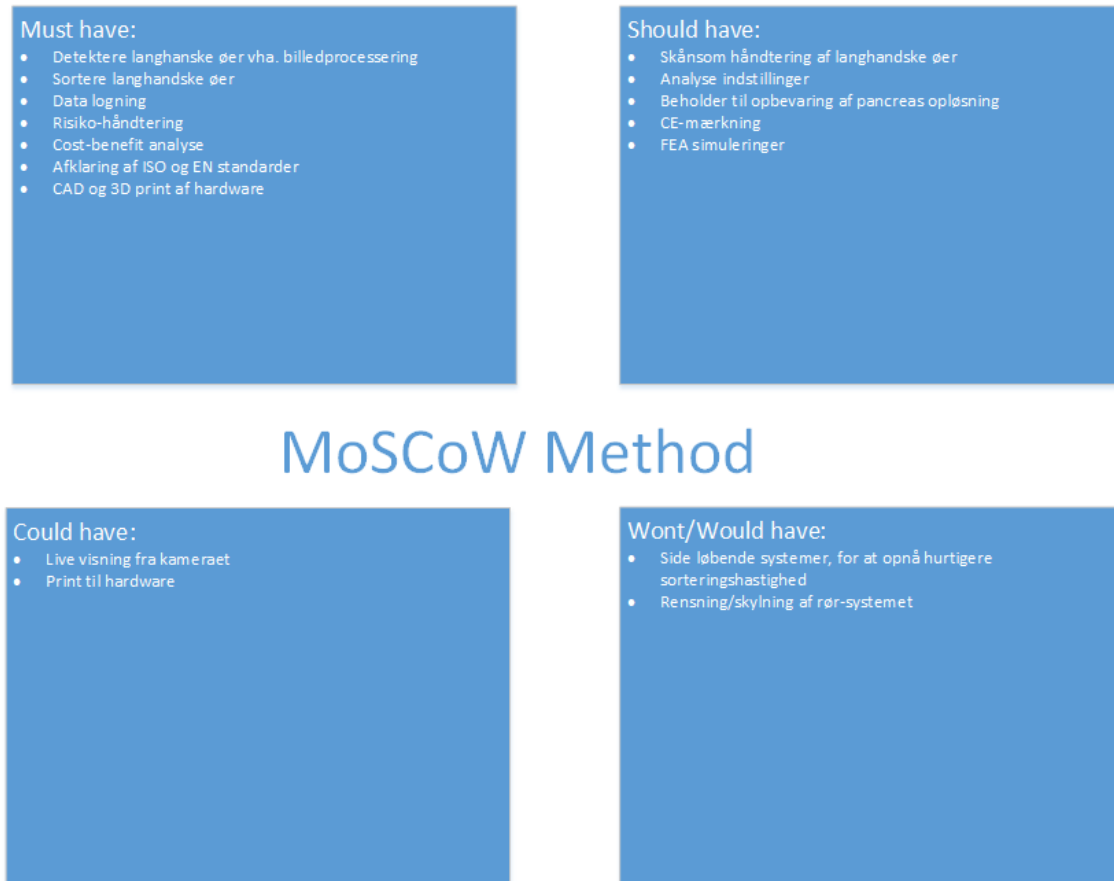 Must have:
• Detektere langhanske øer vha. billedprocessering
• Sortere langhandske øer
• Data logning
• Risiko-håndtering
• Cost-benefit analyse
• Afklaring af ISO og EN standarder
• CAD og 3D print af hardware
Should have:
• Skånsom håndtering af langhandske øer
• Analyse indstillinger
• Beholder til opbevaring af pancreas opløsning
• CE-mærkning
• FEA simuleringer
MoSCoW Method
Could have:
• Live visning fra kameraet
• Print til hardware
Wont/Would have:
• Side løbende systemer, for at opnå hurtigere
sorteringshastighed
• Rensning/skylning af rør-systemet